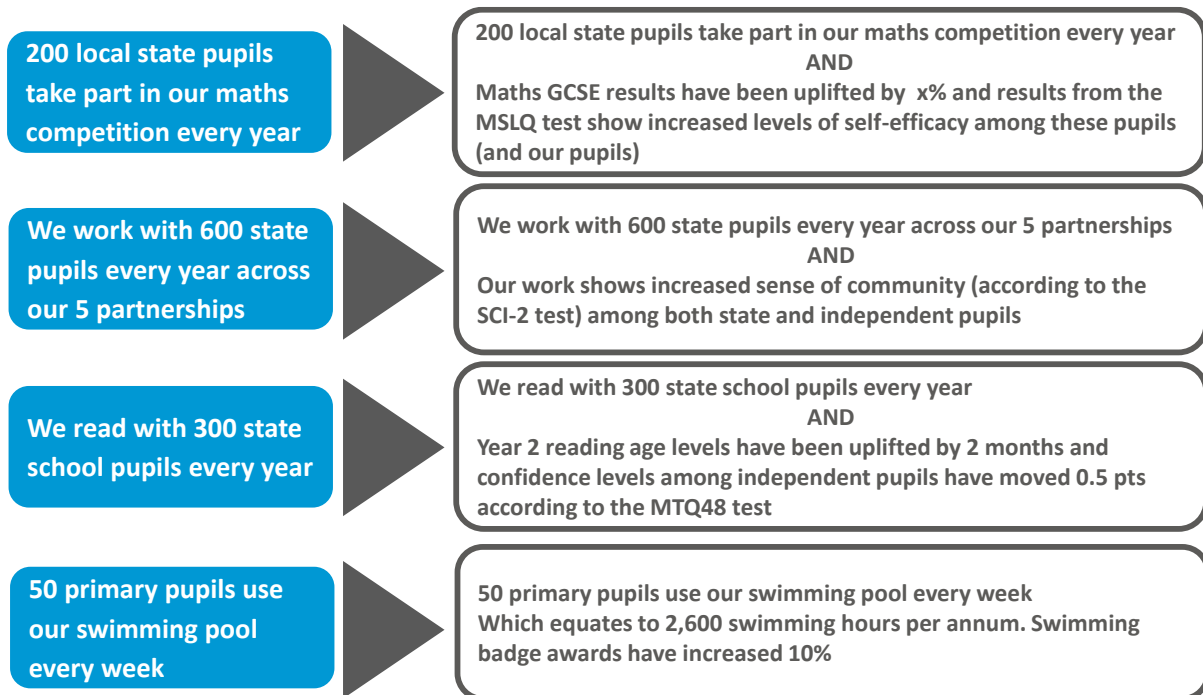 200 local state pupils
take part in our maths
competition every year
200 local state pupils take part in our maths competition every year
AND
Maths GCSE results have been uplifted by  x% and results from the
MSLQ test show increased levels of self-efficacy among these pupils
(and our pupils)
We work with 600 state
pupils every year across
our 5 partnerships
We work with 600 state pupils every year across our 5 partnerships
AND
Our work shows increased sense of community (according to the
SCI-2 test) among both state and independent pupils
We read with 300 state
school pupils every year
We read with 300 state school pupils every year
AND
Year 2 reading age levels have been uplifted by 2 months and
confidence levels among independent pupils have moved 0.5 pts
according to the MTQ48 test
50 primary pupils use
our swimming pool
every week
50 primary pupils use our swimming pool every week
Which equates to 2,600 swimming hours per annum. Swimming
badge awards have increased 10%